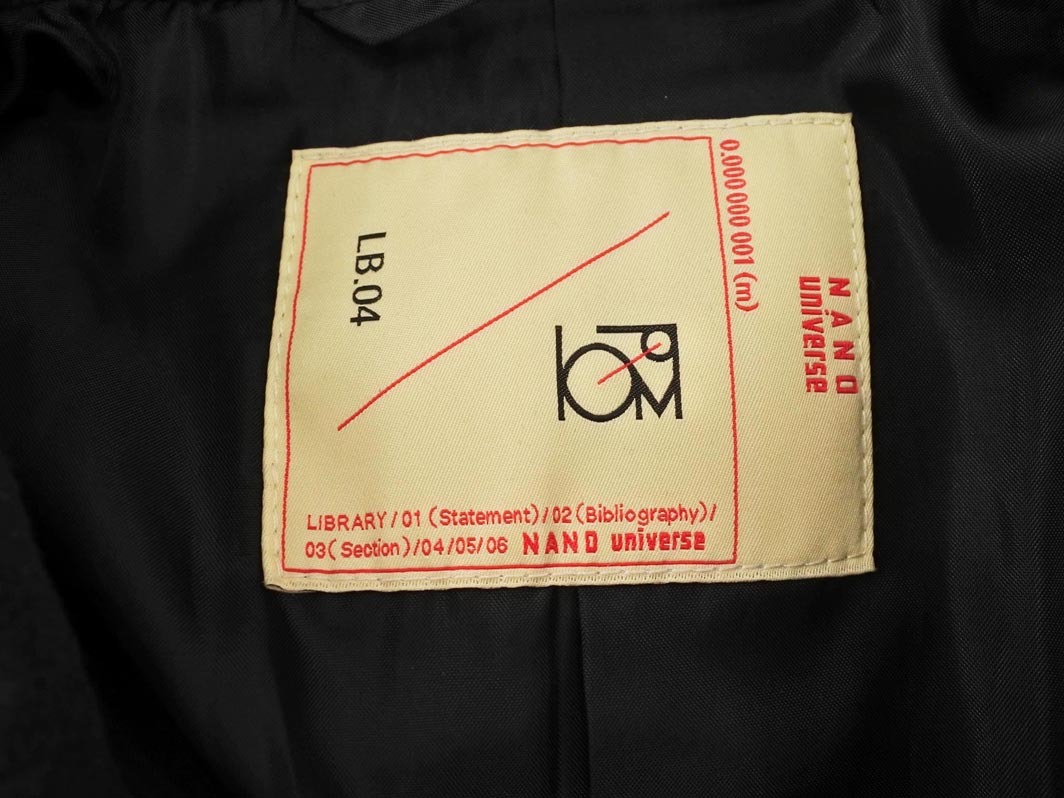 NANO
universe
0.000 000 001 (m)
LB.04
LIBRARY/01 (Statement)/02(Bibliography)/
03(Section)/04/05/06 NANO universe